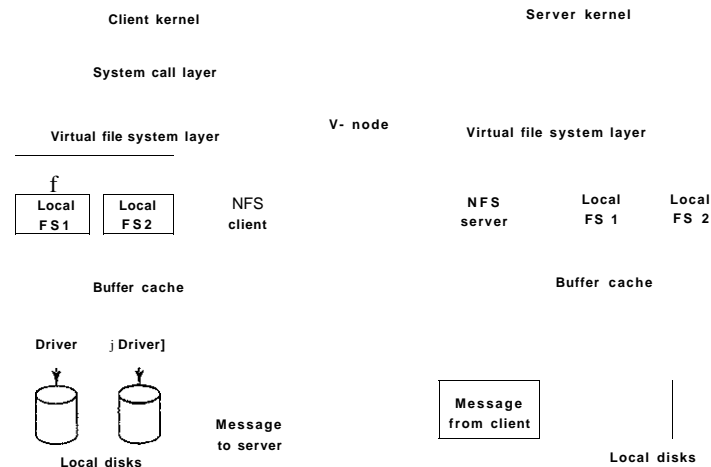 Client kernel
Server kernel
System call layer
V- node
Virtual file system layer
Virtual file system layer
f
Local
FS1
Local
FS2
NFS
client
NFS
server
Local
FS 1
Local
FS 2
Buffer cache
Buffer cache
Driver
j Driver]
Message
to server
Message
from client
Local disks
Local disks